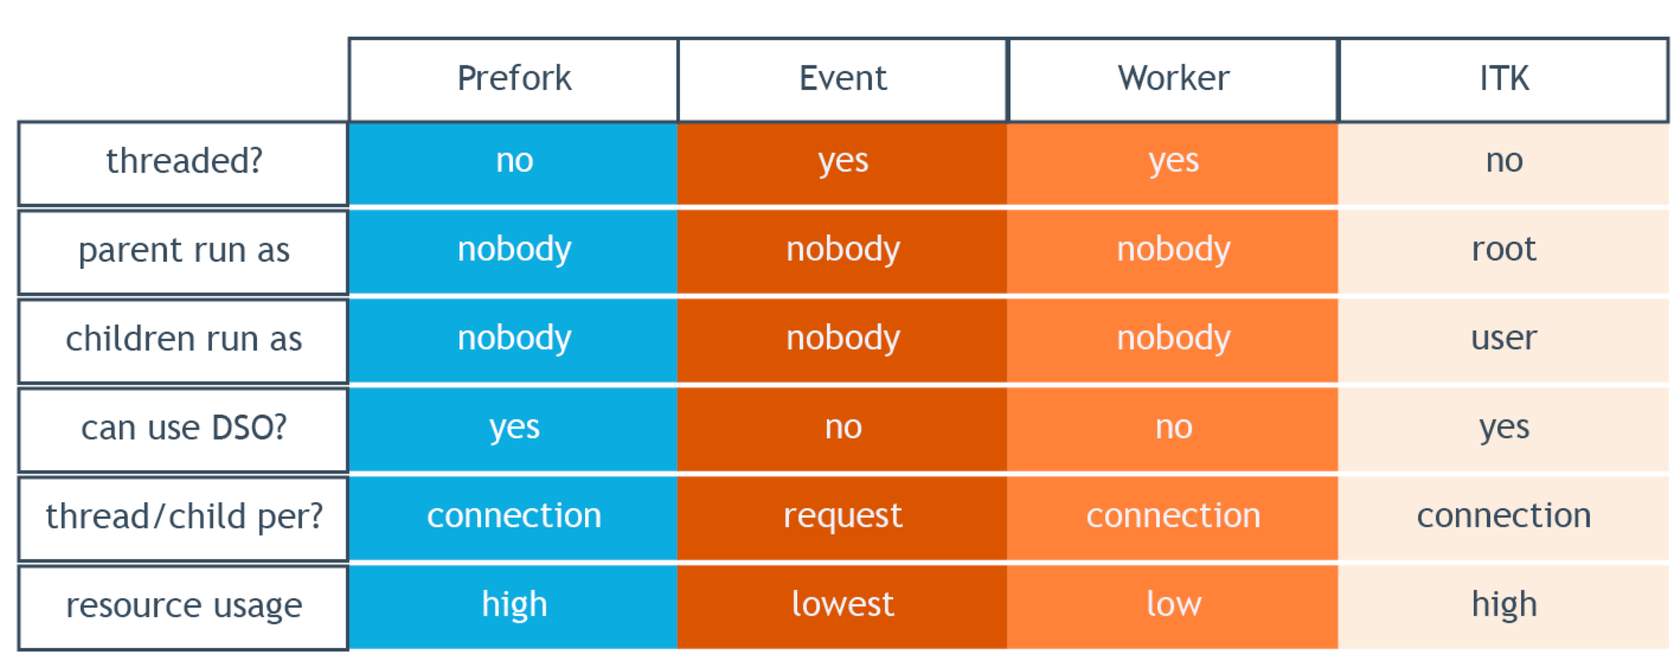 Prefork Event Worker ITK
threaded? no yes yes no
parent run as nobody nobody nobody root
children run as nobody nobody nobody user
can use DSO? yes no no yes
thread/child per? connection request connection connection
resource usage high lowest low high